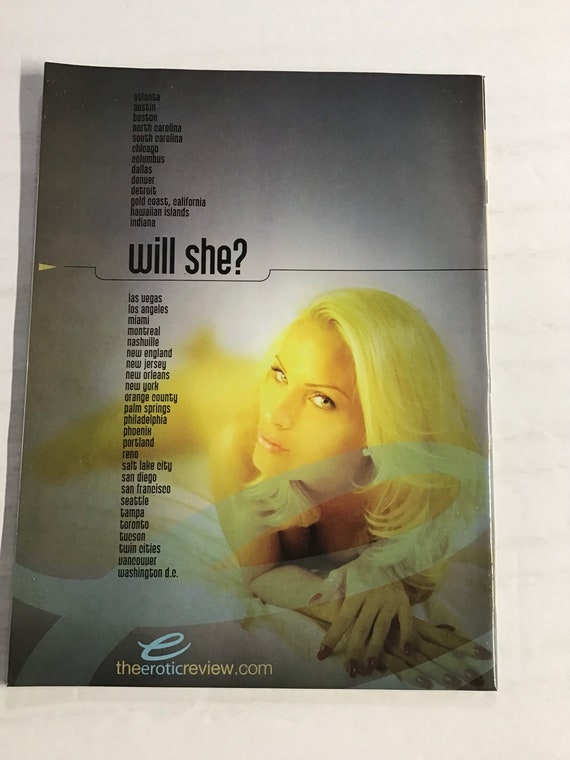 atlanta
austin
boston
north carolina
south carolina
chicago
columbus
dallas
denver
detroit
gold coast, california
hawaiian islands
indiana
will she?
las vegas
los angeles
miami
montreal
nashville
new england
new jersey
new orleans
new york
orange county
palm springs
philadelphia
phoenix
portland
reno
salt lake city
san diego
san francisco
seattle
tampa
toronto
tucson
twin cities
vancouver
washington d.c.
e
theeroticreview.com